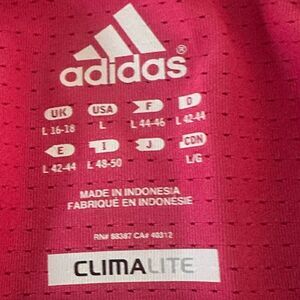 adidas®
UK USA F D
L 16-18 L L 44-46 L 42-44
E I J CDN
L 42-44 L 48-50 L/G
MADE IN INDONESIA
FABRIQUÉ EN INDONÉSIE
RN# 88387 CA# 40312
CLIMALITE